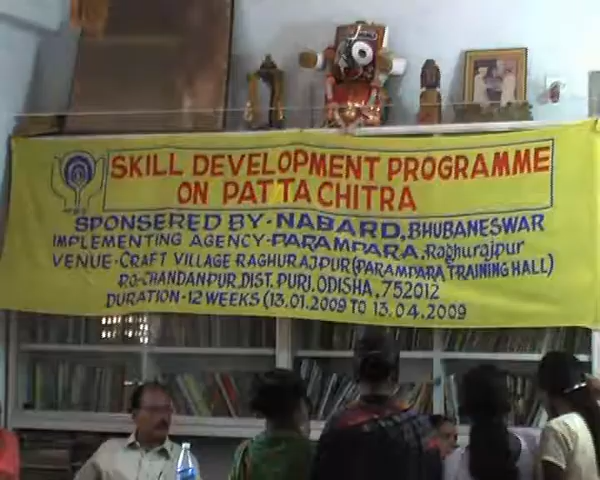 SKILL DEVELOPMENT PROGRAMME
ON PATTACHITRA
SPONSERED BY-NABARD, BHUBANESWAR
IMPLEMENTING AGENCY-PARAMPARA, Raghurajpur
VENUE-CRAFT VILLAGE RAGHURAJPUR(PARAMPARA TRAINING HALL)
P.O-CHANDANPUR, DIST. PURI, ODISHA, 752012
DURATION-12 WEEKS (13.01.2009 TO 13.04.2009